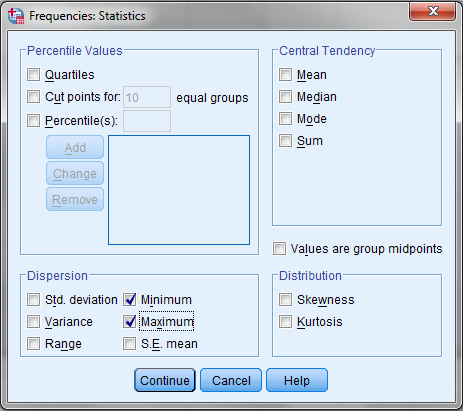 Frequencies: Statistics
Percentile Values
Quartiles
Cut points for: 10 equal groups
Percentile(s):
Add
Change
Remove
Central Tendency
Mean
Median
Mode
Sum
Values are group midpoints
Dispersion
Std. deviation Minimum
Variance Maximum
Range S.E. mean
Distribution
Skewness
Kurtosis
Continue Cancel Help